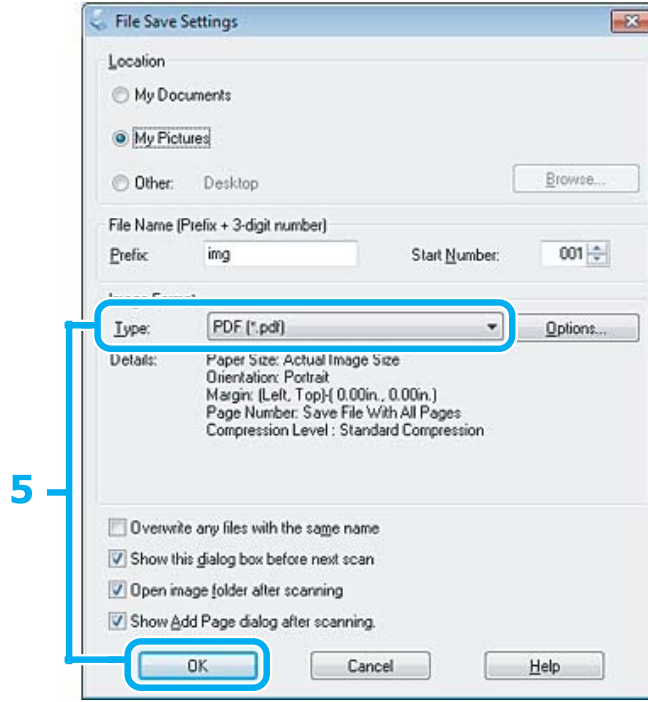 File Save Settings
Location
My Documents
My Pictures
Other: Desktop Browse...
File Name (Prefix + 3-digit number)
Prefix: img Start Number: 001
Image Format
Type: PDF (*.pdf) Options...
Details: Paper Size: Actual Image Size
Orientation: Portrait
Margin: (Left, Top)-( 0.00in., 0.00in.)
Page Number: Save File With All Pages
Compression Level : Standard Compression
5
Overwrite any files with the same name
Show this dialog box before next scan
Open image folder after scanning
Show Add Page dialog after scanning.
OK Cancel Help